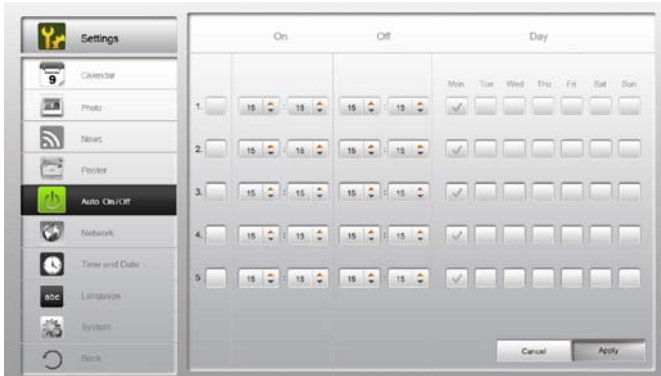 Settings
On Off Day
Calendar
9
Mon Tue Wed Thu Fri Sat Sun
Photo
1. 15 : 15 15 : 15
News
2. 15 : 15 15 : 15
Poster
3. 15 : 15 15 : 15
Auto On/Off
Network
4. 15 : 15 15 : 15
Time and Date
5. 15 : 15 15 : 15
abc Language
System
Back
Cancel Apply